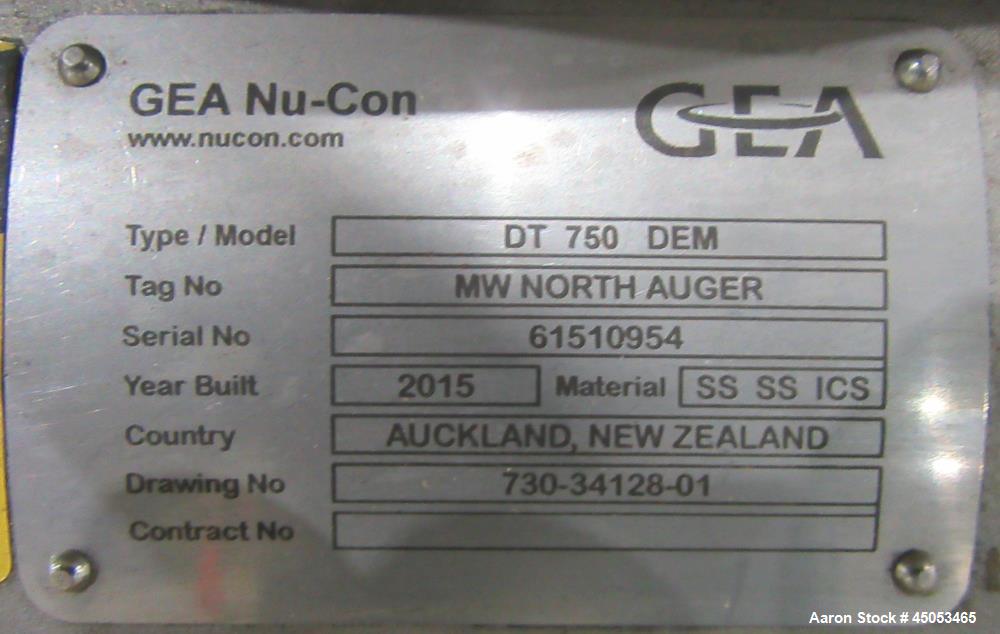 GEA Nu-Con
www.nucon.com
GEA
Type / Model DT 750 DEM
Tag No MW NORTH AUGER
Serial No 61510954
Year Built 2015 Material SS SS ICS
Country AUCKLAND, NEW ZEALAND
Drawing No 730-34128-01
Contract No
Aaron Stock # 45053465